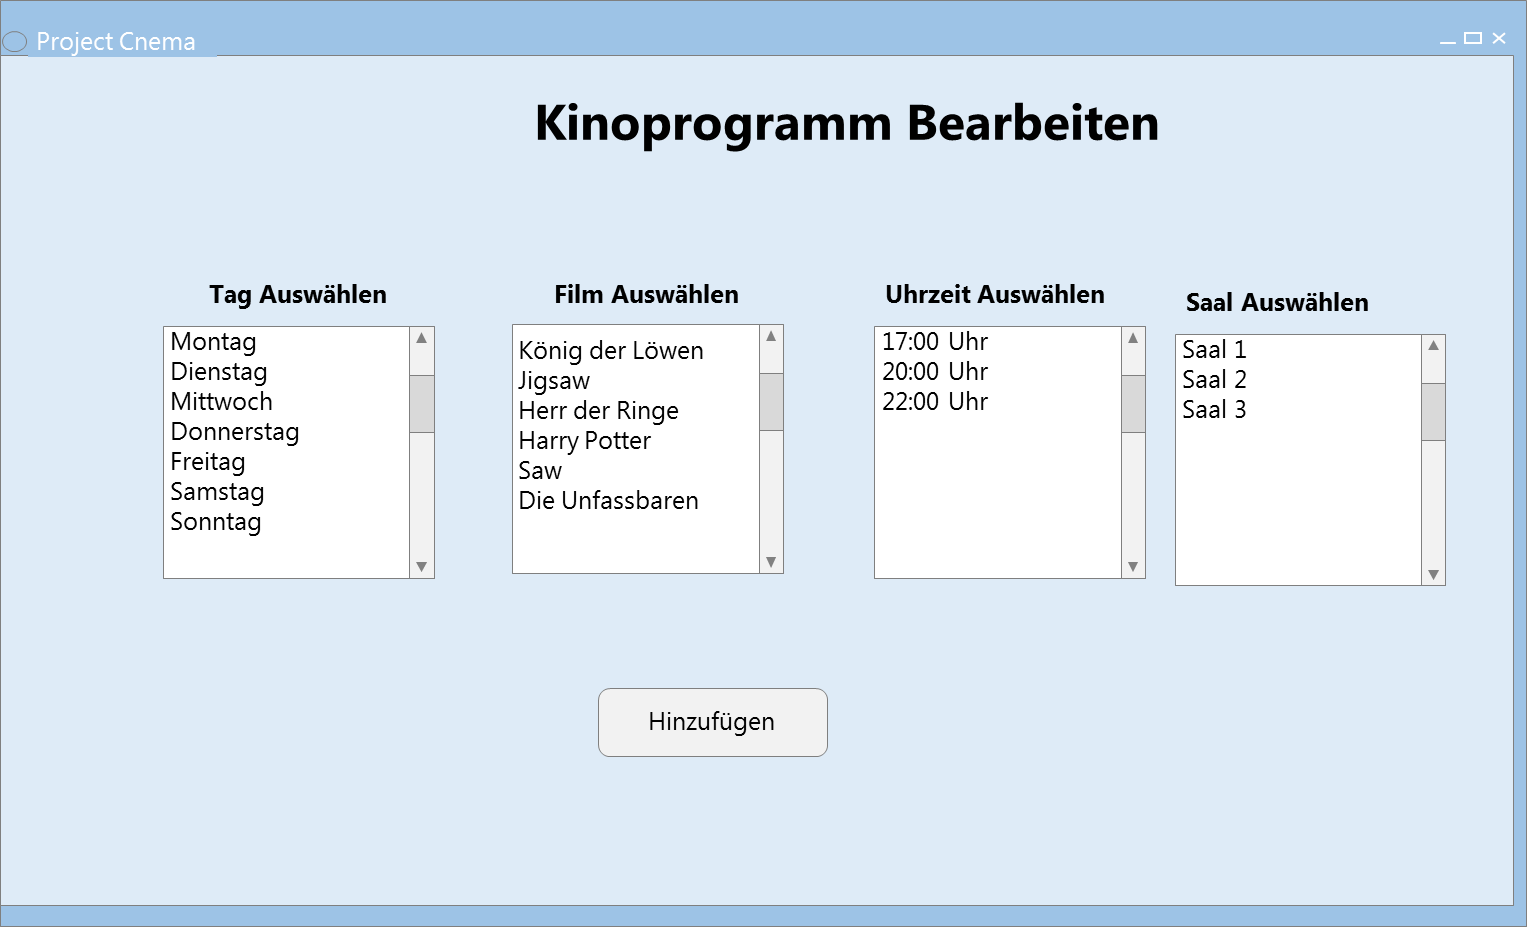 Project Cnema
Kinoprogramm Bearbeiten
Tag Auswählen
Montag
Dienstag
Mittwoch
Donnerstag
Freitag
Samstag
Sonntag
Film Auswählen
König der Löwen
Jigsaw
Herr der Ringe
Harry Potter
Saw
Die Unfassbaren
Uhrzeit Auswählen
17:00 Uhr
20:00 Uhr
22:00 Uhr
Saal Auswählen
Saal 1
Saal 2
Saal 3
Hinzufügen